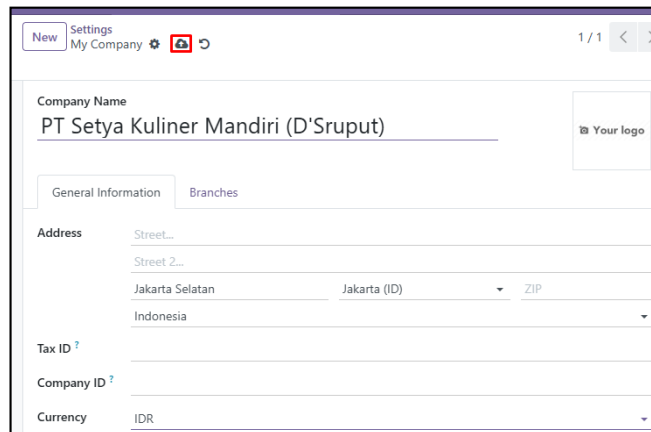 New
Settings
My Company
1 / 1
Company Name
PT Setya Kuliner Mandiri (D'Sruput)
Your logo
General Information
Branches
Address
Street...
Street 2...
Jakarta Selatan
Jakarta (ID)
ZIP
Indonesia
Tax ID ?
Company ID ?
Currency
IDR